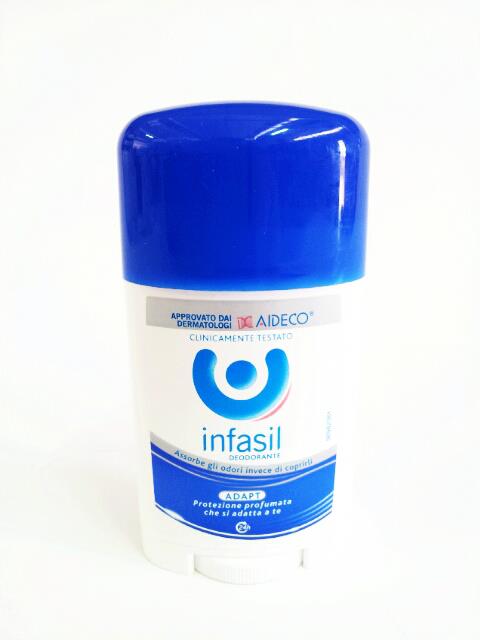 APPROVATO DAI
DERMATOLOGI
AIDECO®
CLINICAMENTE TESTATO
infasil
DEODORANTE
Assorbe gli odori invece di coprirli
ADAPT
Protezione profumata
che si adatta a te
24h